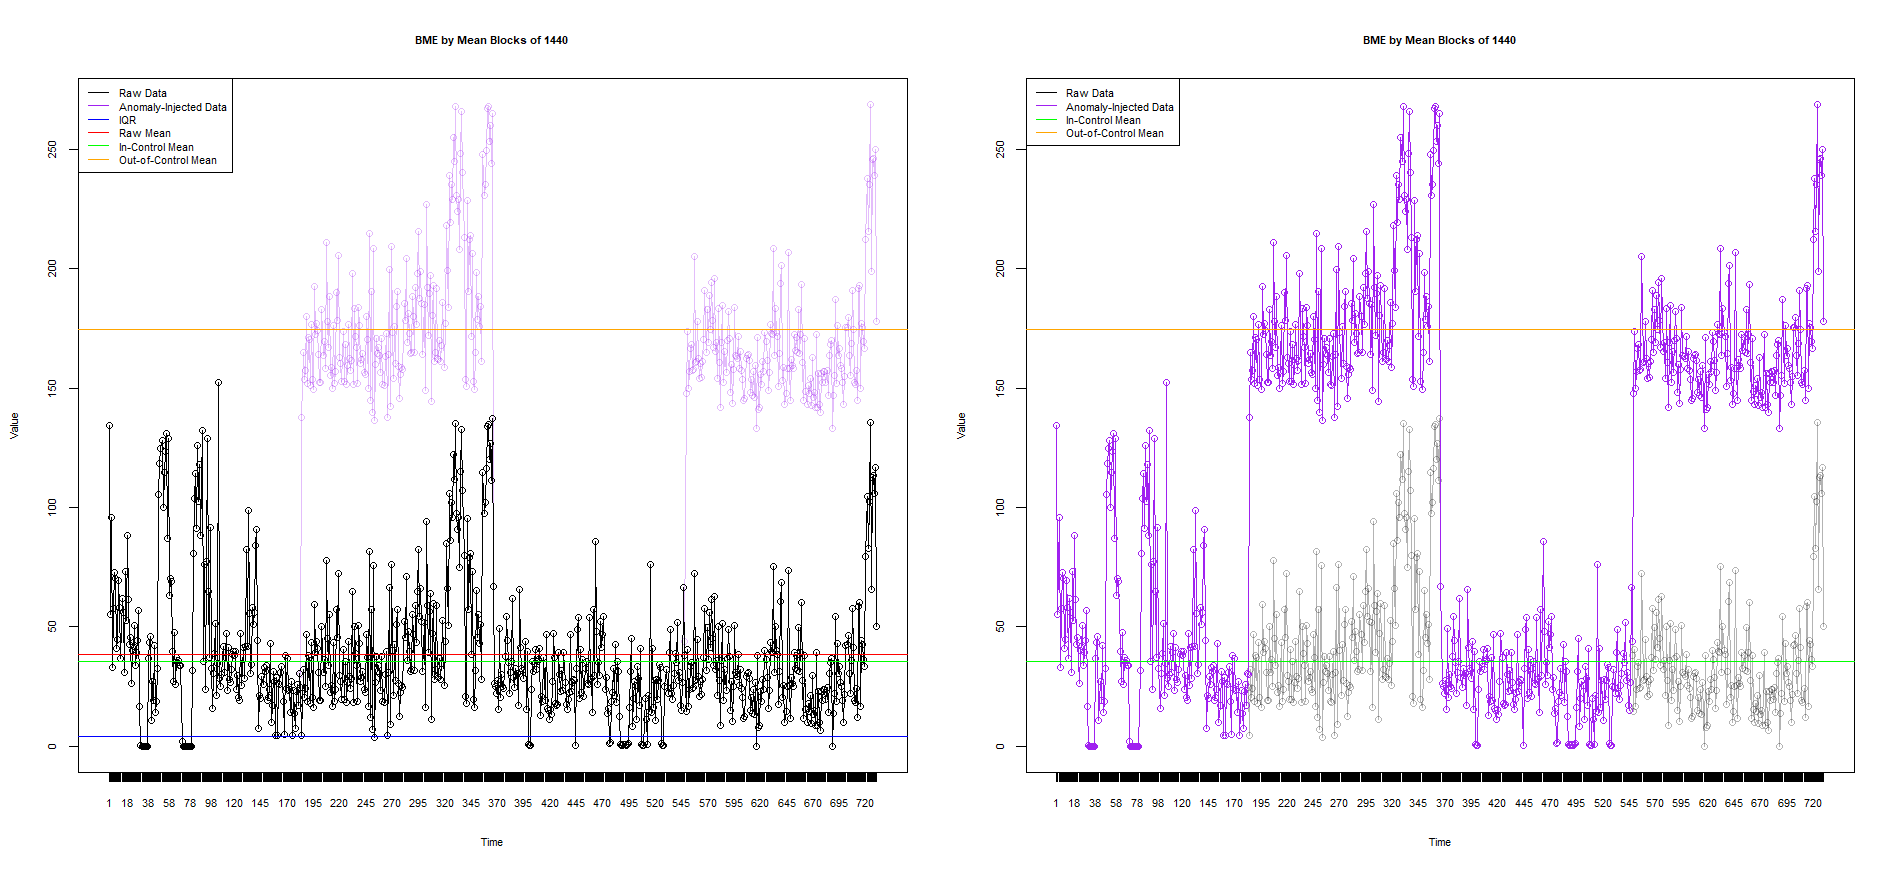 BME by Mean Blocks of 1440
Raw Data
Anomaly-Injected Data
IQR
Raw Mean
In-Control Mean
Out-of-Control Mean
250
200
150
100
50
0
Value
1 18 38 58 78 98 120 145 170 195 220 245 270 295 320 345 370 395 420 445 470 495 520 545 570 595 620 645 670 695 720
Time
BME by Mean Blocks of 1440
Raw Data
Anomaly-Injected Data
In-Control Mean
Out-of-Control Mean
250
200
150
100
50
0
Value
1 18 38 58 78 98 120 145 170 195 220 245 270 295 320 345 370 395 420 445 470 495 520 545 570 595 620 645 670 695 720
Time